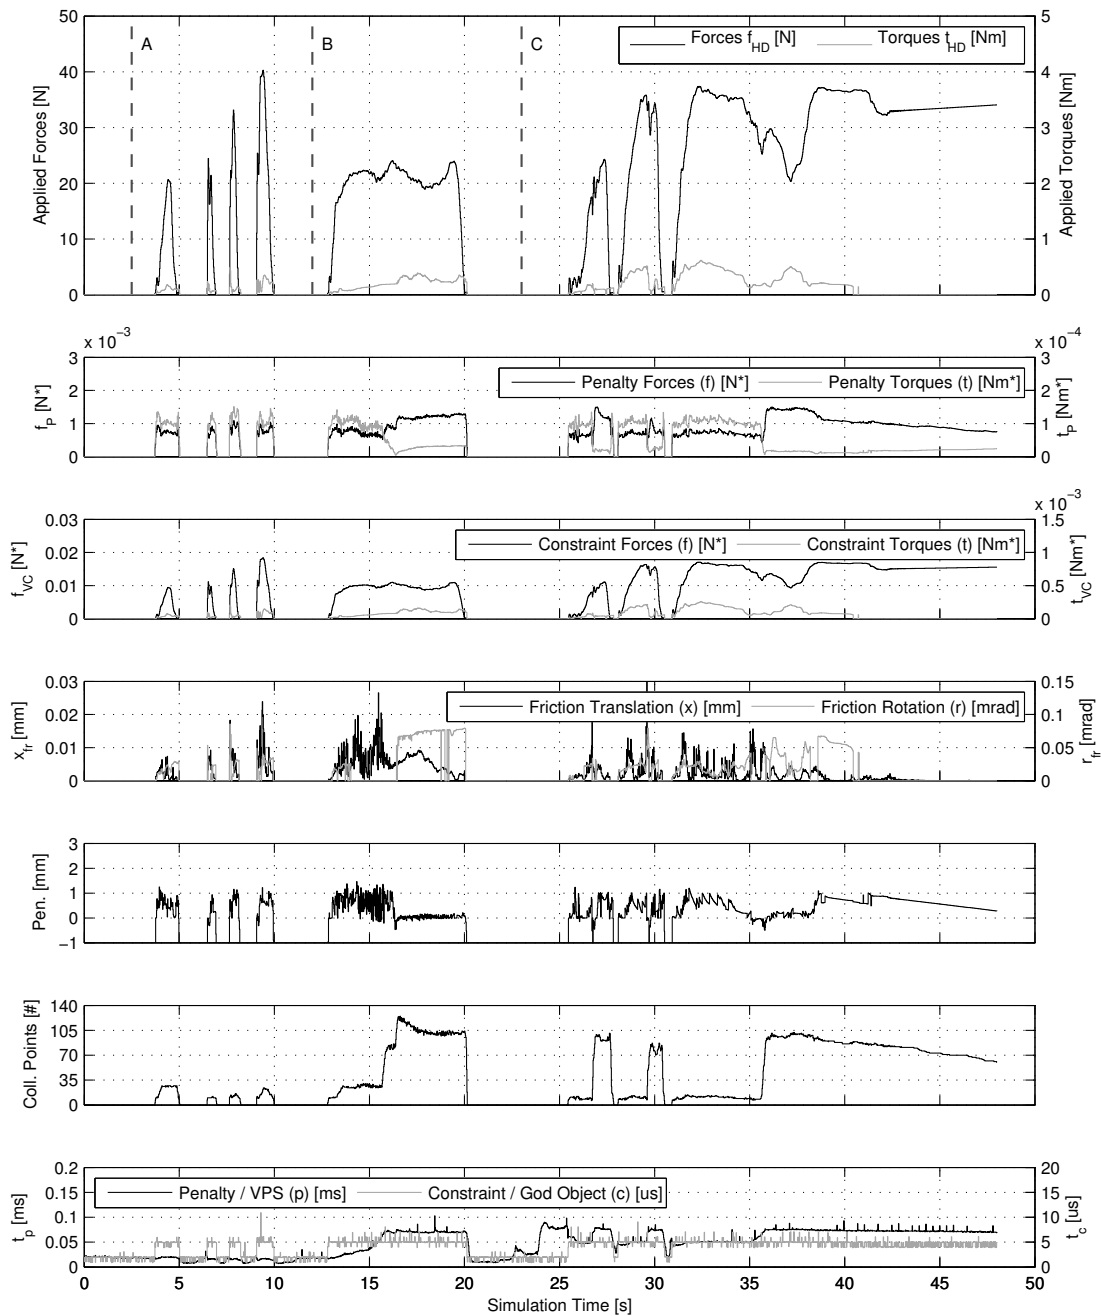 50
5
A
B
C
Forces f_HD [N]
Torques t_HD [Nm]
40
4
30
3
20
2
10
1
0
0
Applied Forces [N]
Applied Torques [Nm]
x 10⁻³
x 10⁻⁴
3
3
Penalty Forces (f) [N*]
Penalty Torques (t) [Nm*]
2
2
1
1
0
0
f_P [N*]
t_P [Nm*]
x 10⁻³
0.03
1.5
Constraint Forces (f) [N*]
Constraint Torques (t) [Nm*]
0.02
1
0.01
0.5
0
0
f_VC [N*]
t_VC [Nm*]
0.03
0.15
Friction Translation (x) [mm]
Friction Rotation (r) [mrad]
0.02
0.1
0.01
0.05
0
0
x_fr [mm]
r_fr [mrad]
3
2
1
0
−1
Pen. [mm]
140
105
70
35
0
Coll. Points [#]
0.2
20
Penalty / VPS (p) [ms]
Constraint / God Object (c) [us]
0.15
15
0.1
10
0.05
5
0
0
t_p [ms]
t_c [us]
0 5 10 15 20 25 30 35 40 45 50
Simulation Time [s]